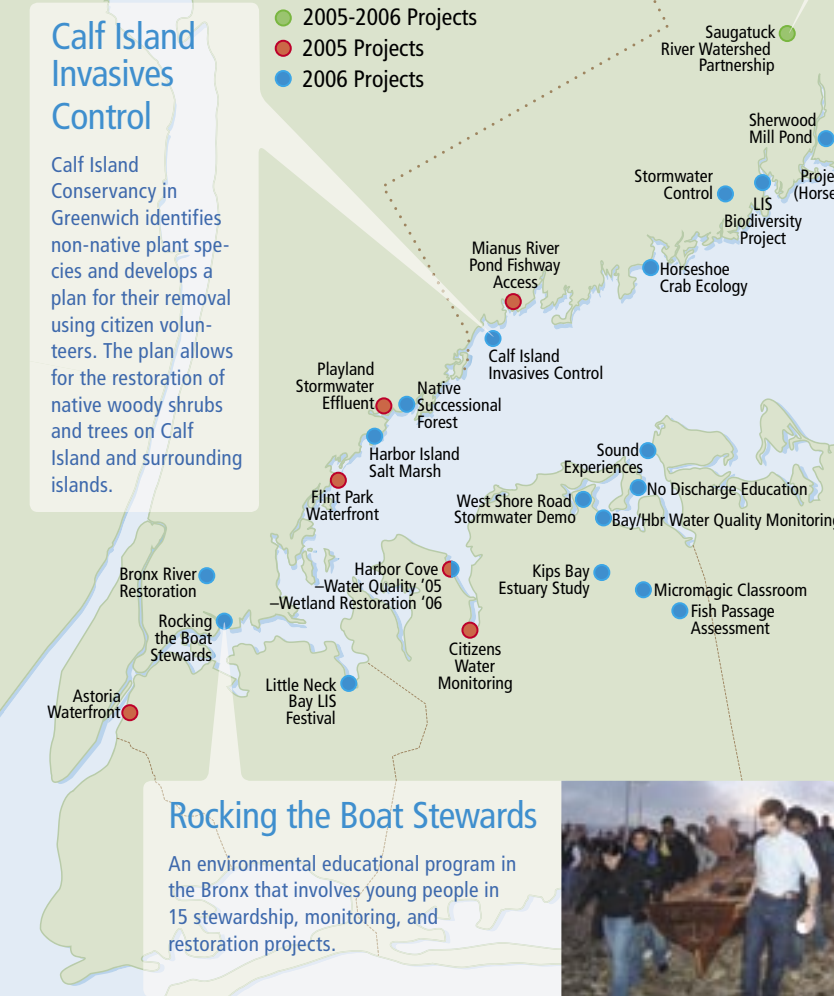 Calf Island
Invasives
Control
Calf Island
Conservancy in
Greenwich identifies
non-native plant spe-
cies and develops a
plan for their removal
using citizen volun-
teers. The plan allows
for the restoration of
native woody shrubs
and trees on Calf
Island and surrounding
islands.
2005-2006 Projects
2005 Projects
2006 Projects
Saugatuck
River Watershed
Partnership
Sherwood
Mill Pond
Stormwater
Control
LIS
Biodiversity
Project
Proje
(Horse
Mianus River
Pond Fishway
Access
Horseshoe
Crab Ecology
Calf Island
Invasives Control
Playland
Stormwater
Effluent
Native
Successional
Forest
Harbor Island
Salt Marsh
Flint Park
Waterfront
Sound
Experiences
No Discharge Education
West Shore Road
Stormwater Demo
Bay/Hbr Water Quality Monitoring
Bronx River
Restoration
Harbor Cove
–Water Quality '05
–Wetland Restoration '06
Kips Bay
Estuary Study
Micromagic Classroom
Fish Passage
Assessment
Rocking
the Boat
Stewards
Citizens
Water
Monitoring
Little Neck
Bay LIS
Festival
Astoria
Waterfront
Rocking the Boat Stewards
An environmental educational program in
the Bronx that involves young people in
15 stewardship, monitoring, and
restoration projects.